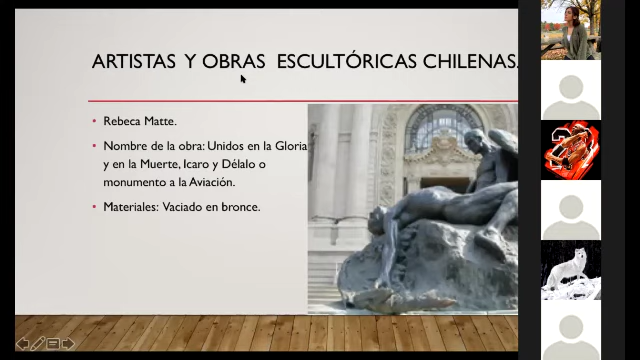 ARTISTAS Y OBRAS ESCULTÓRICAS CHILENAS.
• Rebeca Matte.
• Nombre de la obra: Unidos en la Gloria
y en la Muerte, Icaro y Délalo o
monumento a la Aviación.
• Materiales: Vaciado en bronce.